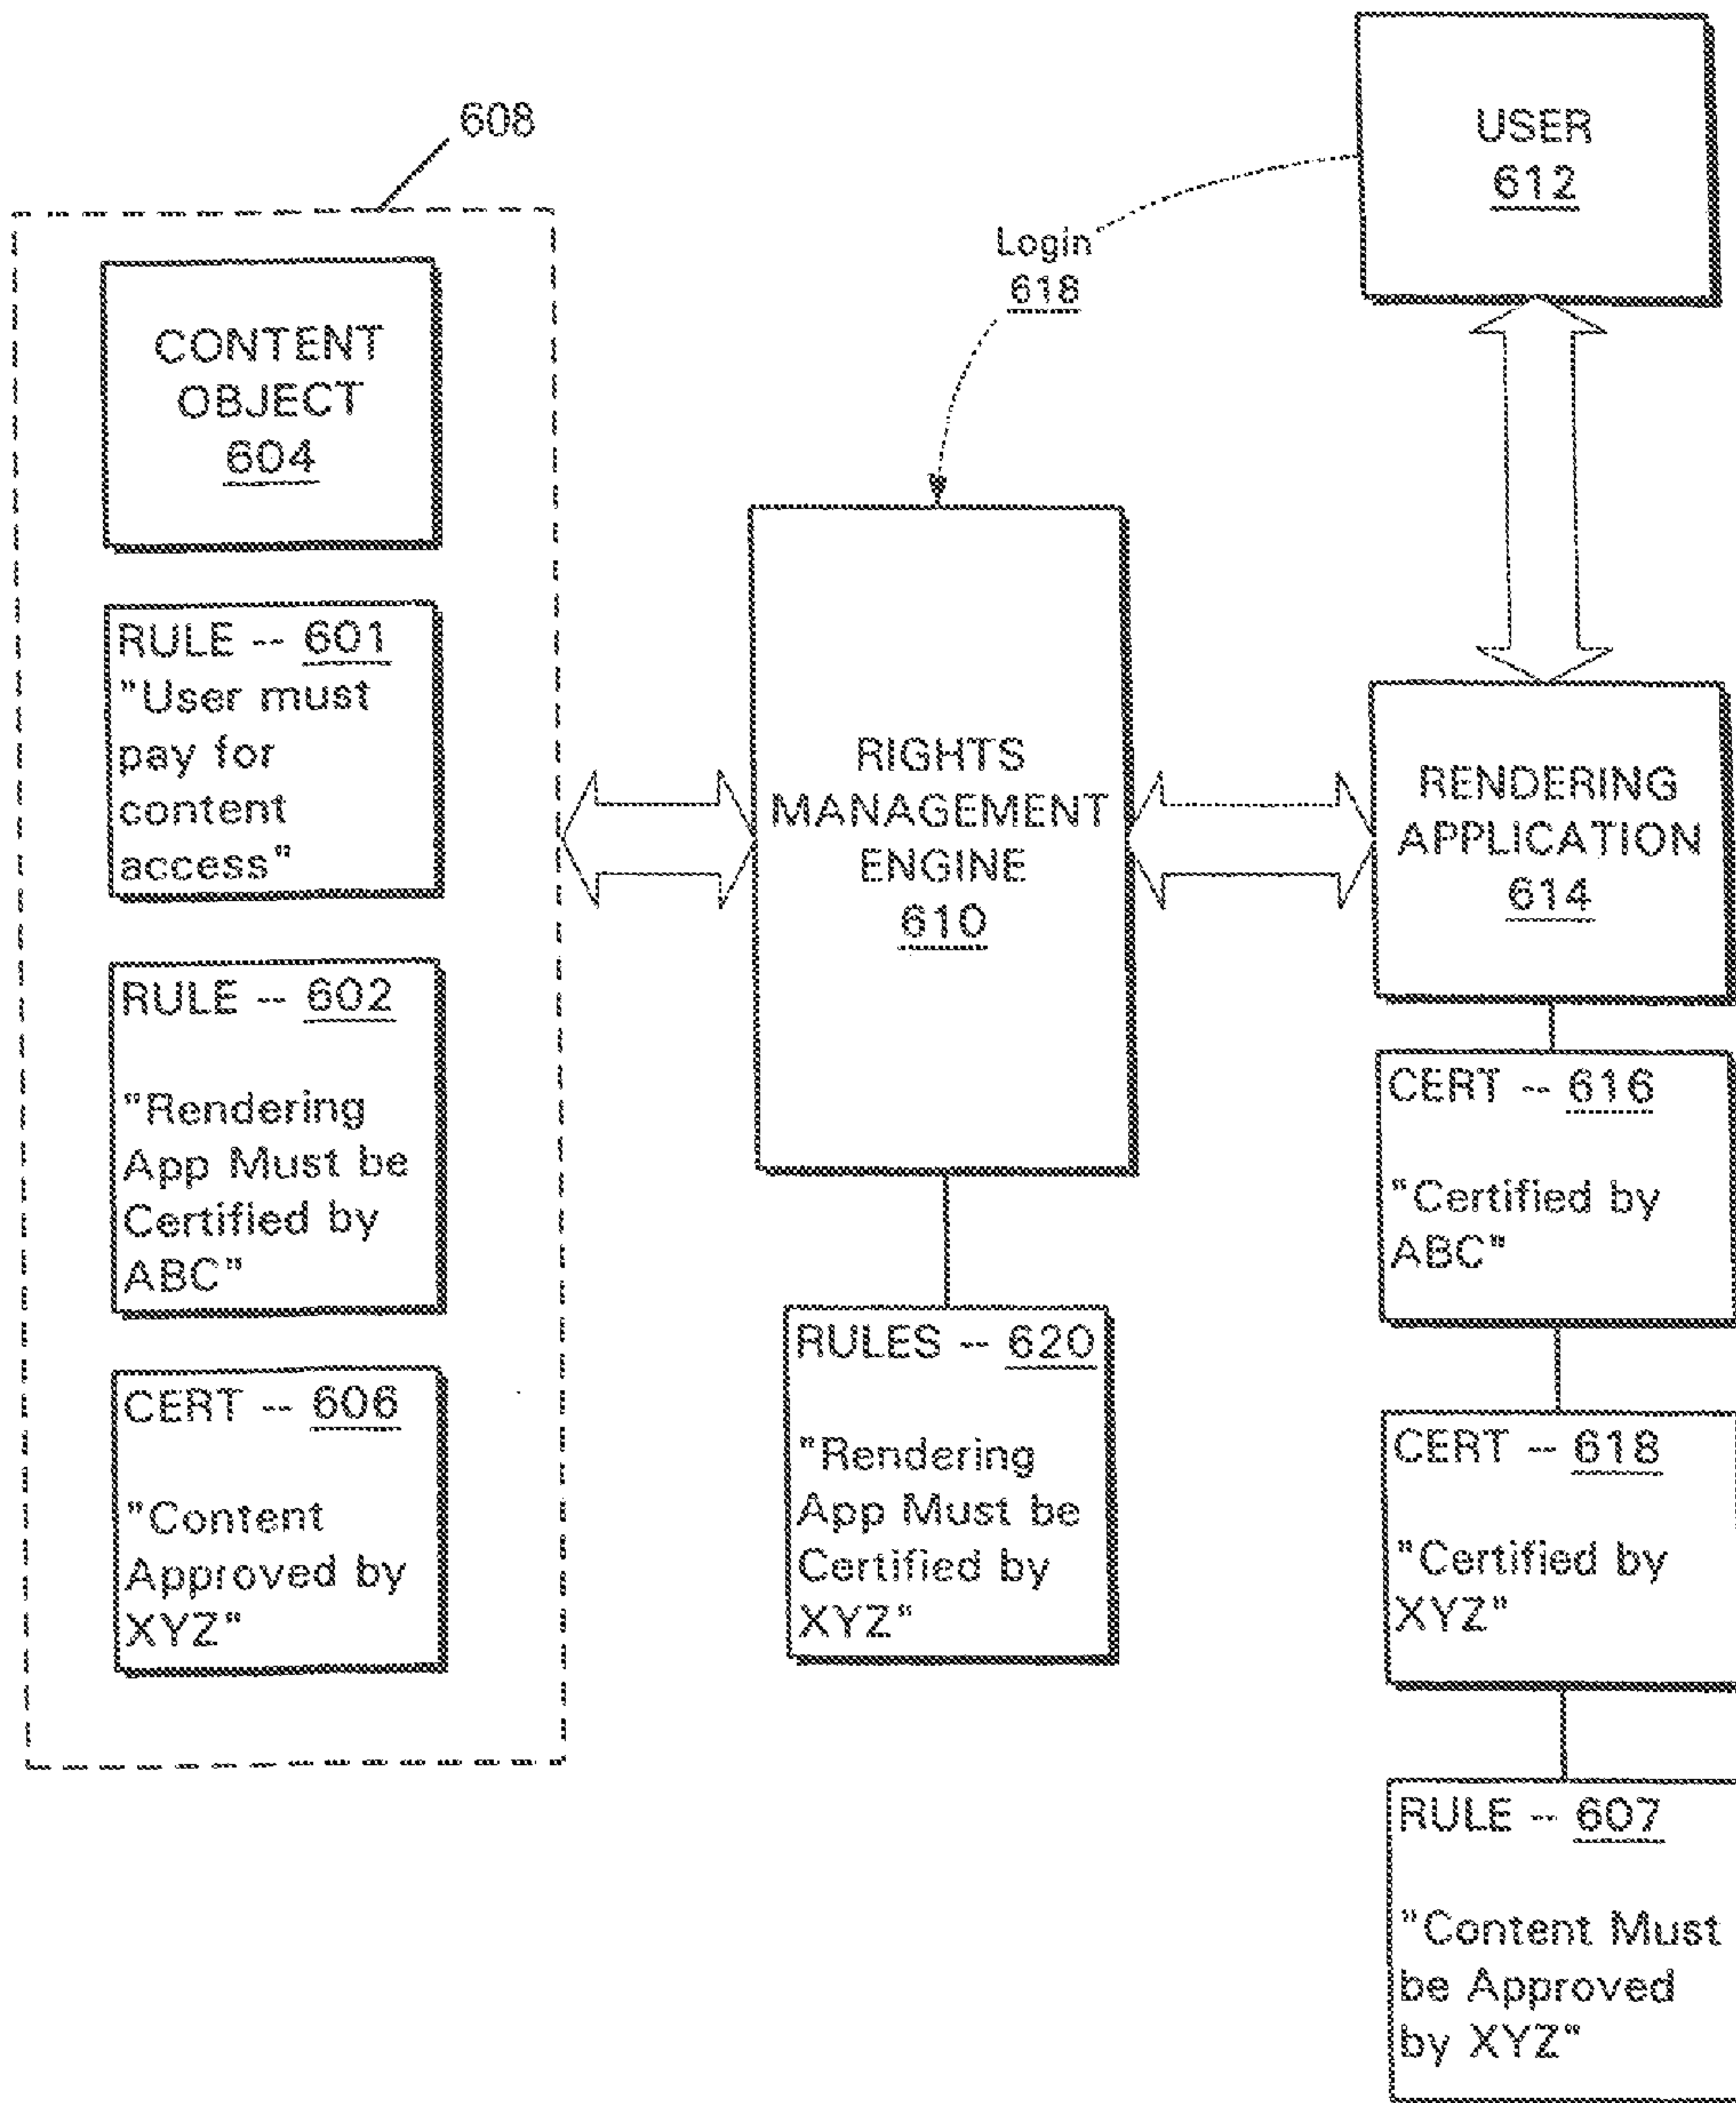 608
CONTENT
OBJECT
604
RULE -- 601
"User must
pay for
content
access"
RULE -- 602
"Rendering
App Must be
Certified by
ABC"
CERT -- 606
"Content
Approved by
XYZ"
Login
618
RIGHTS
MANAGEMENT
ENGINE
610
RULES -- 620
"Rendering
App Must be
Certified by
XYZ"
USER
612
RENDERING
APPLICATION
614
CERT -- 616
"Certified by
ABC"
CERT -- 618
"Certified by
XYZ"
RULE -- 607
"Content Must
be Approved
by XYZ"